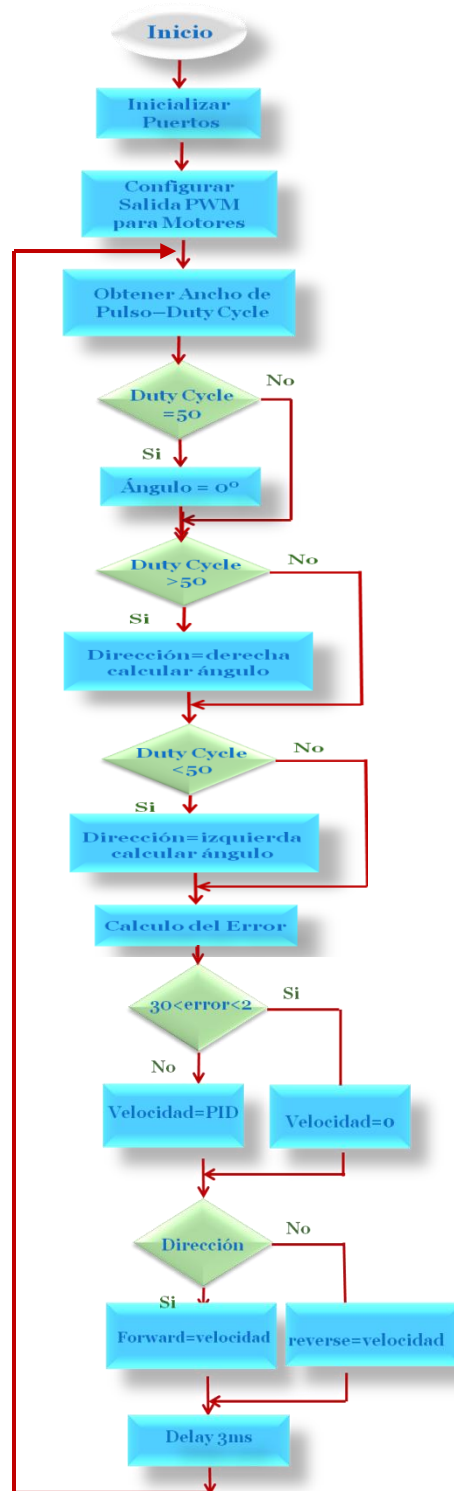 Inicio
Inicializar
Puertos
Configurar
Salida PWM
para Motores
Obtener Ancho de
Pulso–Duty Cycle
Duty Cycle
=50
No
Si
Ángulo = 0º
Duty Cycle
>50
No
Si
Dirección=derecha
calcular ángulo
Duty Cycle
<50
No
Si
Dirección=izquierda
calcular ángulo
Calculo del Error
30<error<2
Si
No
Velocidad=PID
Velocidad=0
Dirección
No
Si
Forward=velocidad
reverse=velocidad
Delay 3ms